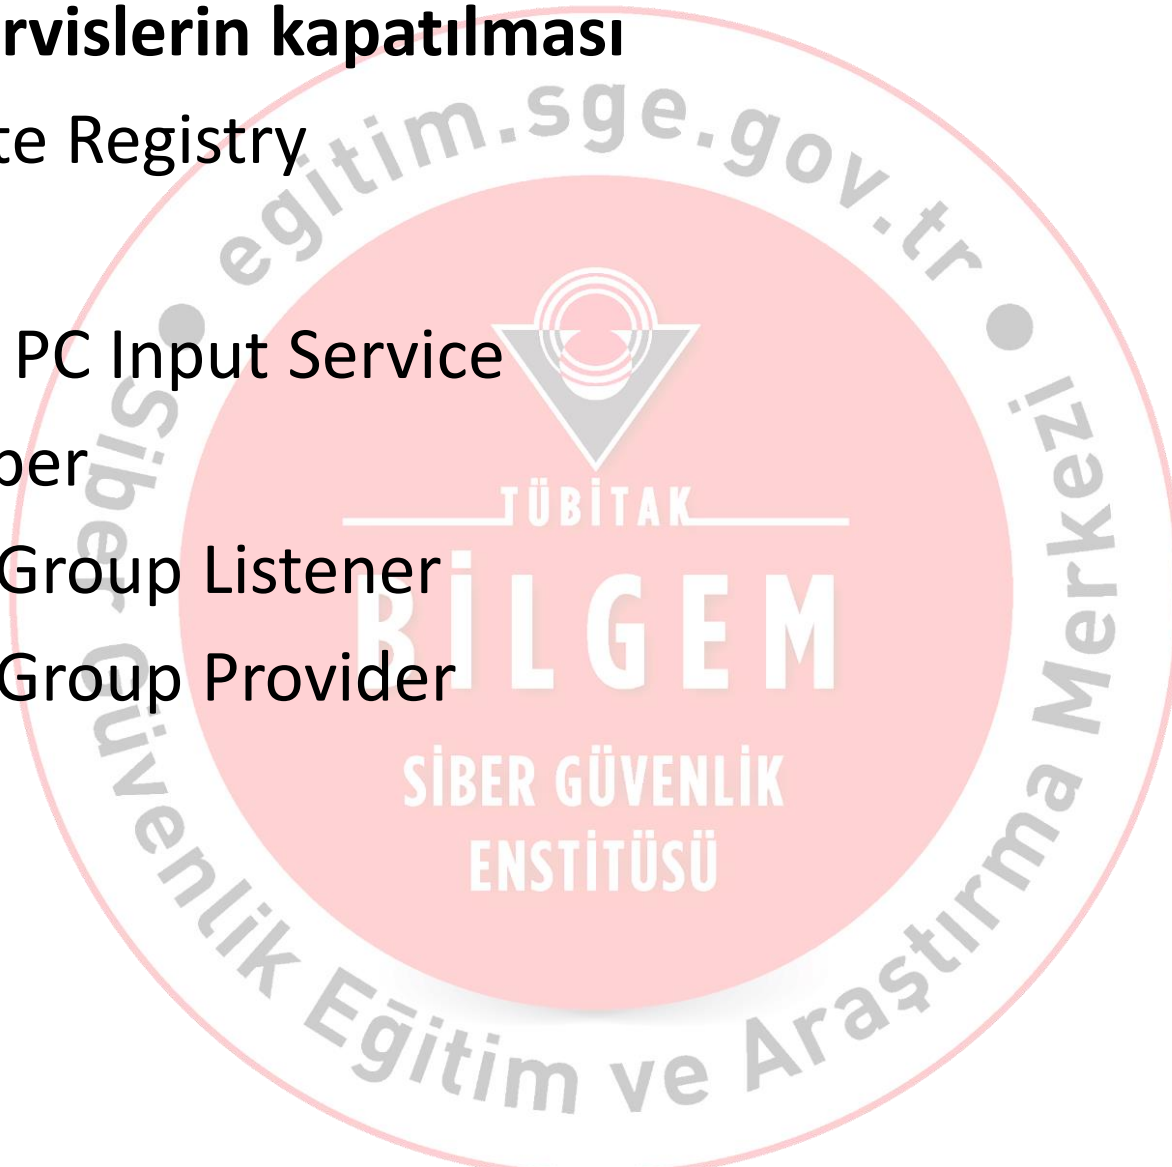 rvislerin kapatılması
te Registry
PC Input Service
per
Group Listener
Group Provider
egitim.sge.gov.tr
Siber Güvenlik Eğitim ve Araştırma Merkezi
TÜBİTAK
BİLGEM
SİBER GÜVENLİK
ENSTİTÜSÜ